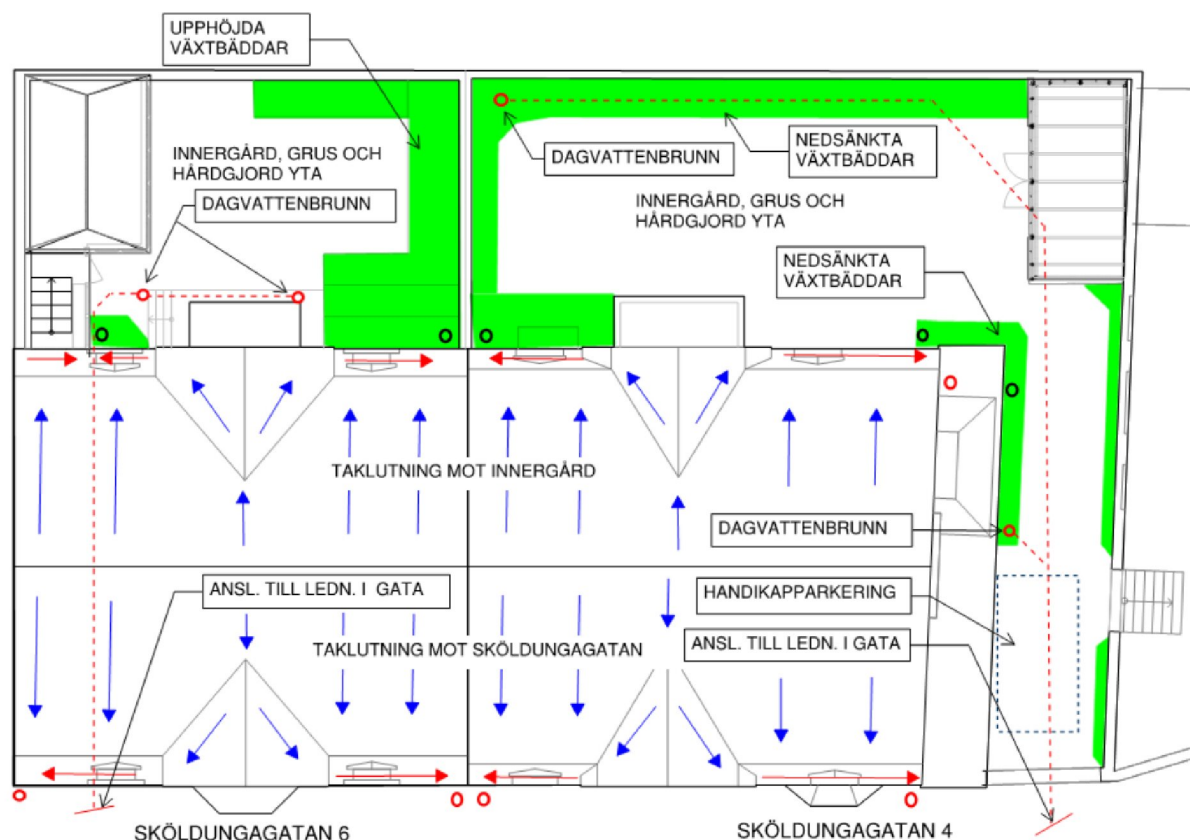 UPPHÖJDA
VÄXTBÄDDAR
INNERGÅRD, GRUS OCH
HÅRDGJORD YTA
DAGVATTENBRUNN
DAGVATTENBRUNN
NEDSÄNKTA
VÄXTBÄDDAR
INNERGÅRD, GRUS OCH
HÅRDGJORD YTA
NEDSÄNKTA
VÄXTBÄDDAR
TAKLUTNING MOT INNERGÅRD
DAGVATTENBRUNN
ANSL. TILL LEDN. I GATA
HANDIKAPPARKERING
TAKLUTNING MOT SKÖLDUNGAGATAN
ANSL. TILL LEDN. I GATA
SKÖLDUNGAGATAN 6
SKÖLDUNGAGATAN 4